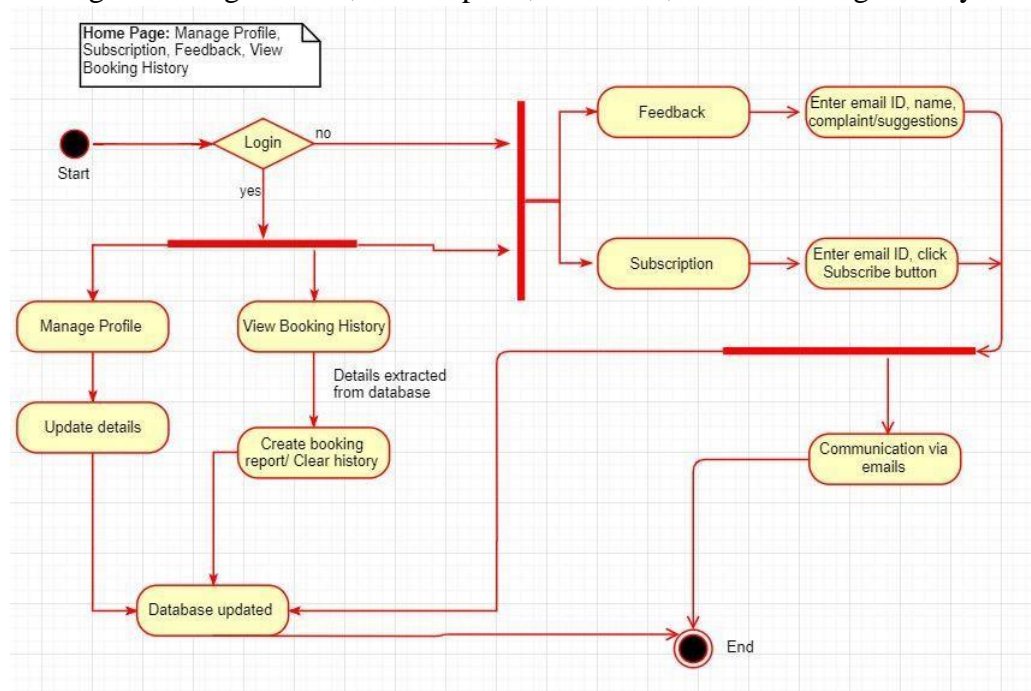 Home Page: Manage Profile,
Subscription, Feedback, View
Booking History
Feedback
Enter email ID, name,
complaint/suggestions
Login
no
Start
yes
Subscription
Enter email ID, click
Subscribe button
Manage Profile
View Booking History
Details extracted
from database
Update details
Create booking
report/ Clear history
Communication via
emails
Database updated
End